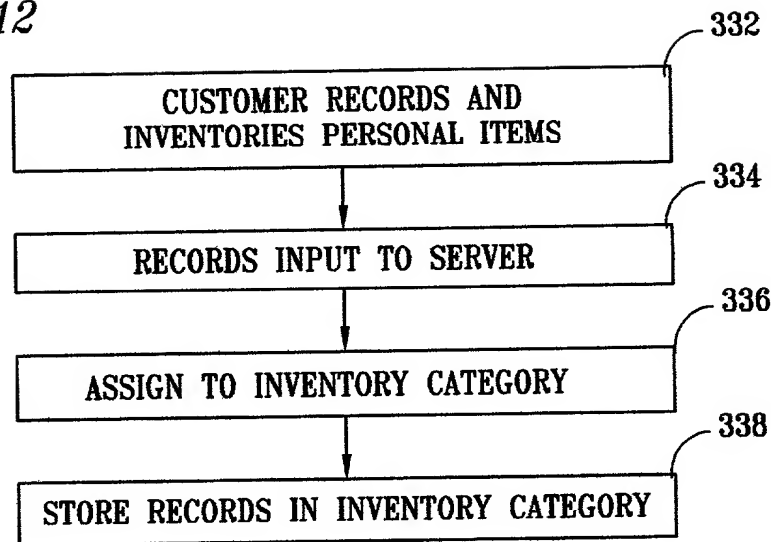 12
332
CUSTOMER RECORDS AND
INVENTORIES PERSONAL ITEMS
334
RECORDS INPUT TO SERVER
336
ASSIGN TO INVENTORY CATEGORY
338
STORE RECORDS IN INVENTORY CATEGORY